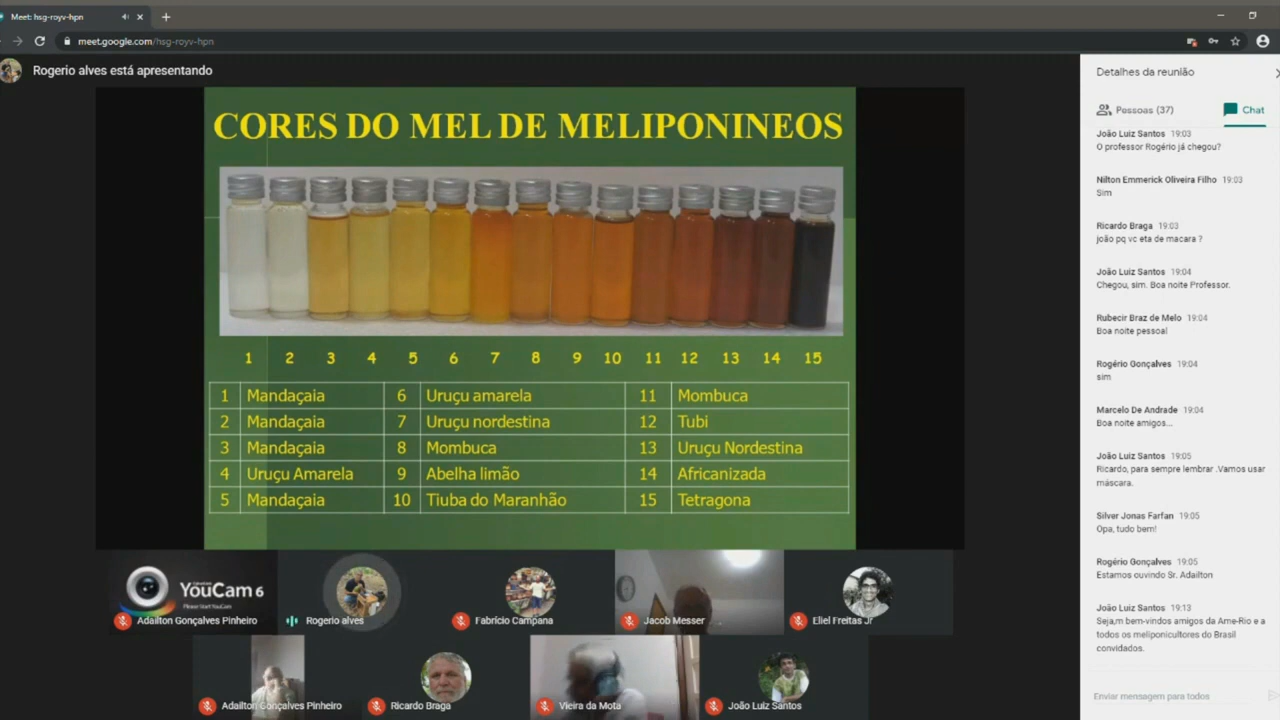 Meet: hsg-royv-hpn
meet.google.com/hsg-royv-hpn
Rogerio alves está apresentando
CORES DO MEL DE MELIPONINEOS
1 2 3 4 5 6 7 8 9 10 11 12 13 14 15
1 Mandaçaia 6 Uruçu amarela 11 Mombuca
2 Mandaçaia 7 Uruçu nordestina 12 Tubi
3 Mandaçaia 8 Mombuca 13 Uruçu Nordestina
4 Uruçu Amarela 9 Abelha limão 14 Africanizada
5 Mandaçaia 10 Tiuba do Maranhão 15 Tetragona
YouCam 6
Please Start YouCam
Adailton Gonçalves Pinheiro
Rogerio alves
Fabrício Campana
Jacob Messer
Eliel Freitas Jr
Adailton Gonçalves Pinheiro
Ricardo Braga
Vieira da Mota
João Luiz Santos
Detalhes da reunião
Pessoas (37) Chat
João Luiz Santos 19:03
O professor Rogério já chegou?
Nilton Emmerick Oliveira Filho 19:03
Sim
Ricardo Braga 19:03
joão pq vc eta de macara ?
João Luiz Santos 19:04
Chegou, sim. Boa noite Professor.
Rubecir Braz de Melo 19:04
Boa noite pessoal
Rogério Gonçalves 19:04
sim
Marcelo De Andrade 19:04
Boa noite amigos...
João Luiz Santos 19:05
Ricardo, para sempre lembrar .Vamos usar
máscara.
Silver Jonas Farfan 19:05
Opa, tudo bem!
Rogério Gonçalves 19:05
Estamos ouvindo Sr. Adailton
João Luiz Santos 19:13
Seja,m bem-vindos amigos da Ame-Rio e a
todos os meliponicultores do Brasil
convidados.
Enviar mensagem para todos